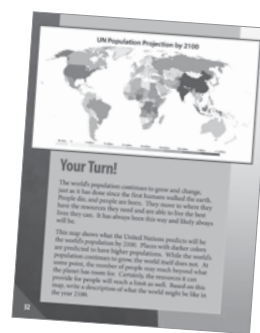 UN Population Projection by 2100
Your Turn!
The world's population continues to grow and change,
just as it has done since the first humans walked the earth.
People die, and people are born. They move to where they
have the resources they need and are able to live the best
lives they can. It has always been this way and likely always
will be.
This map shows what the United Nations predicts will be
the world's population by 2100. Places with darker colors
are predicted to have higher populations. While the world's
population continues to grow, the world itself does not. At
some point, the number of people may reach beyond what
the planet has room for. Certainly, the resources it can
provide for people will reach a limit as well. Based on this
map, write a description of what the world might be like in
the year 2100.
32